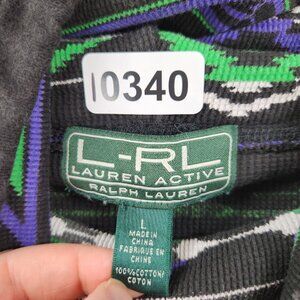 10340
L-RL
LAUREN ACTIVE
RALPH LAUREN
L
MADE IN
CHINA
FABRIQUÉ EN
CHINE
100% COTTON/
COTON